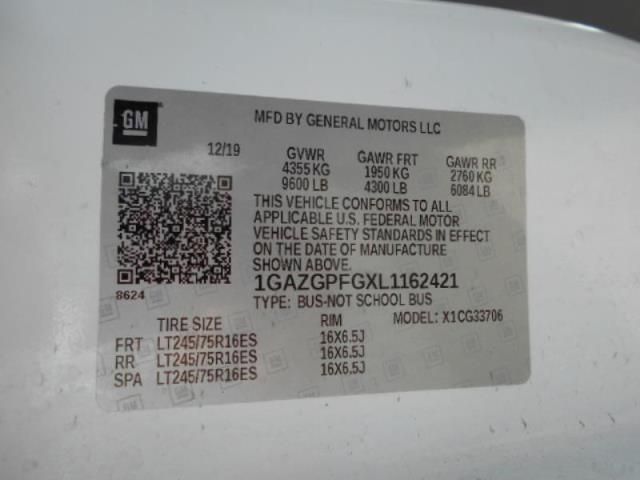 GM
MFD BY GENERAL MOTORS LLC
12/19 GVWR GAWR FRT GAWR RR
4355 KG 1950 KG 2760 KG
9600 LB 4300 LB 6084 LB
THIS VEHICLE CONFORMS TO ALL
APPLICABLE U.S. FEDERAL MOTOR
VEHICLE SAFETY STANDARDS IN EFFECT
ON THE DATE OF MANUFACTURE
SHOWN ABOVE.
8624 1GAZGPFGXL1162421
TYPE: BUS-NOT SCHOOL BUS
TIRE SIZE RIM MODEL: X1CG33706
FRT LT245/75R16ES 16X6.5J
RR LT245/75R16ES 16X6.5J
SPA LT245/75R16ES 16X6.5J